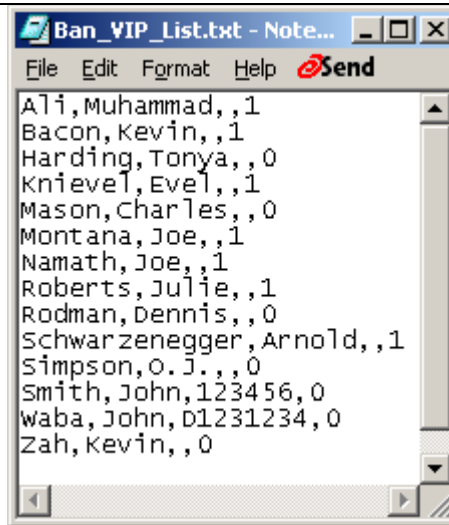 Ban_VIP_List.txt - Note...
File Edit Format Help Send
Ali,Muhammad,,1
Bacon,Kevin,,1
Harding,Tonya,,0
Knievel,Evel,,1
Mason,Charles,,0
Montana,Joe,,1
Namath,Joe,,1
Roberts,Julie,,1
Rodman,Dennis,,0
Schwarzenegger,Arnold,,1
Simpson,O.J.,,0
Smith,John,123456,0
Waba,John,D1231234,0
Zah,Kevin,,0